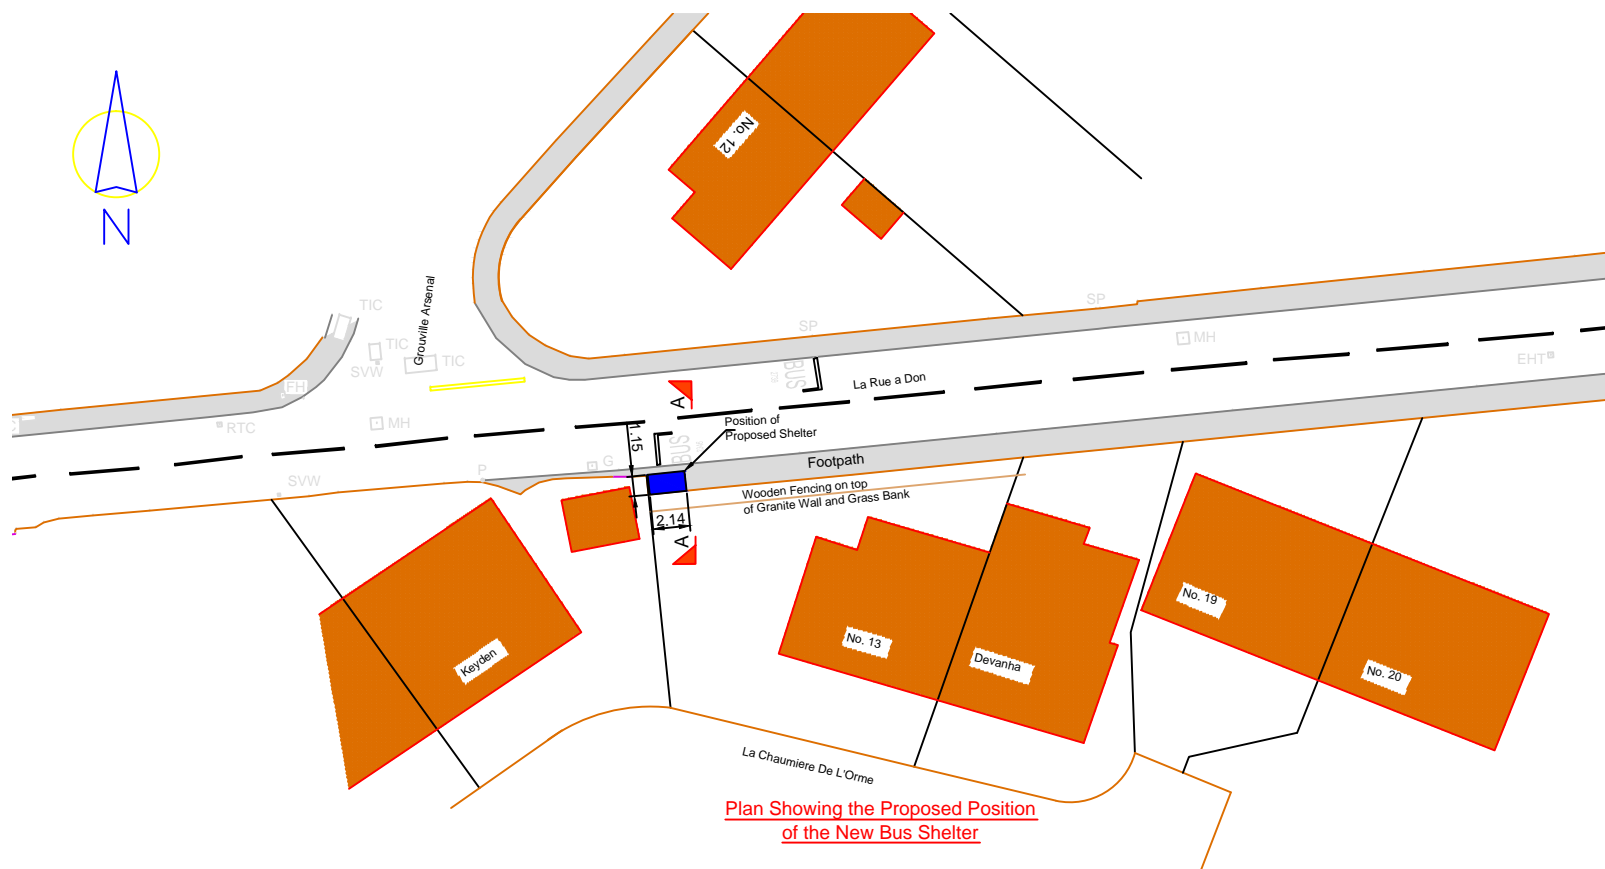 No. 12
N
TIC
Grouville Arsenal
TIC
TIC
SVW
FH
SP
SP
MH
EHT
BUS
La Rue a Don
RTC
MH
A
Position of
Proposed Shelter
1.15
BUS
G
P
SVW
Footpath
Wooden Fencing on top
of Granite Wall and Grass Bank
2.14
A
No. 19
No. 13
Keyden
Devanha
No. 20
La Chaumiere De L'Orme
Plan Showing the Proposed Position
of the New Bus Shelter